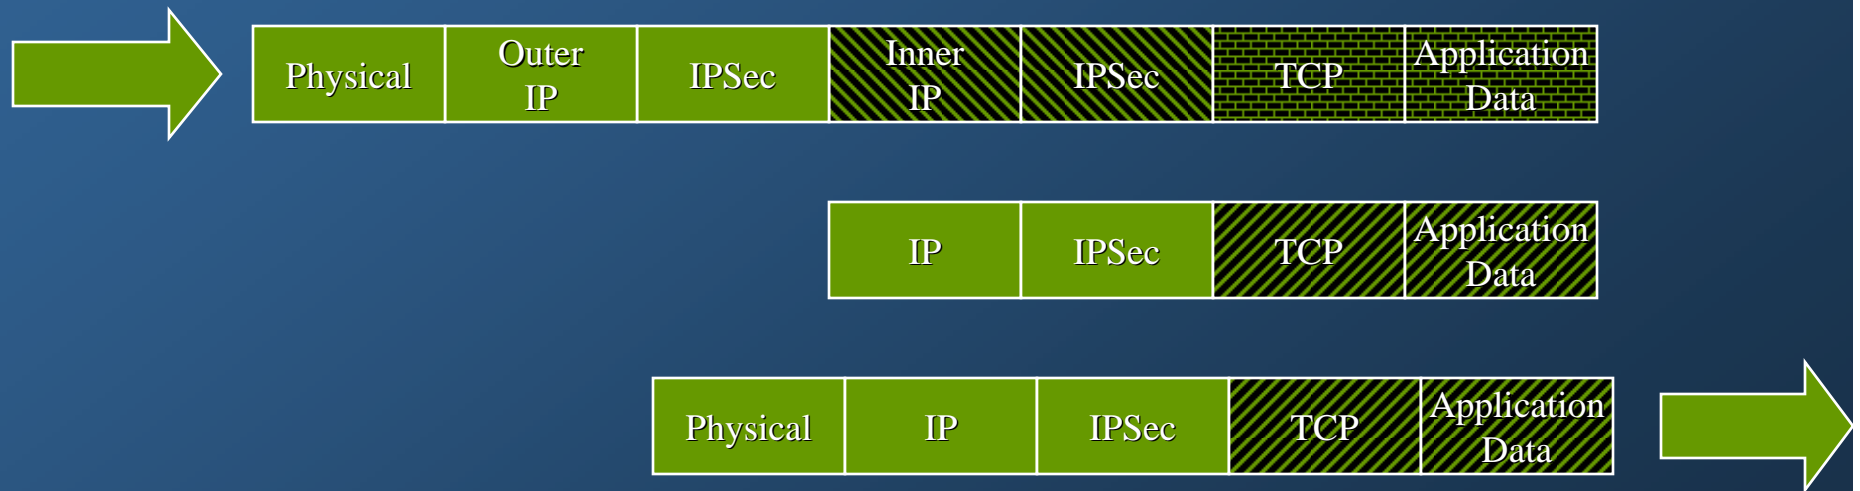 Physical
Outer
IP
IPSec
Inner
IP
IPSec
TCP
Application
Data
IP
IPSec
TCP
Application
Data
Physical
IP
IPSec
TCP
Application
Data